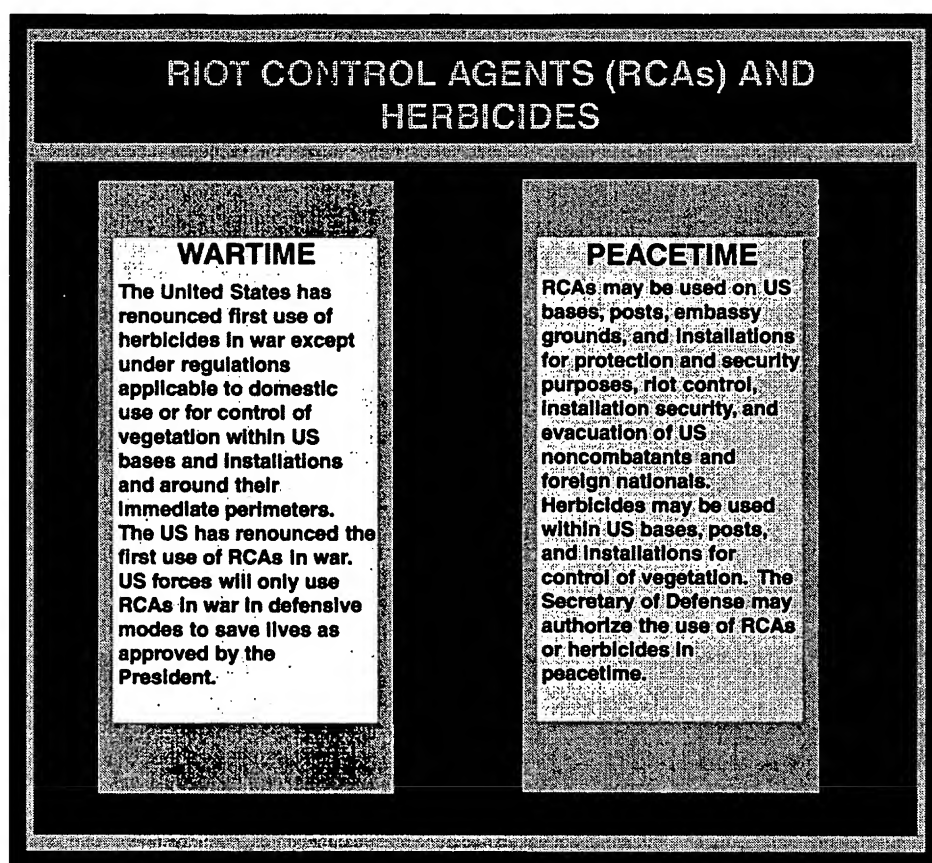 RIOT CONTROL AGENTS (RCAs) AND
HERBICIDES
WARTIME
The United States has
renounced first use of
herbicides in war except
under regulations
applicable to domestic
use or for control of
vegetation within US
bases and installations
and around their
immediate perimeters.
The US has renounced the
first use of RCAs in war.
US forces will only use
RCAs in war in defensive
modes to save lives as
approved by the
President.
PEACETIME
RCAs may be used on US
bases, posts, embassy
grounds, and installations
for protection and security
purposes, riot control,
installation security, and
evacuation of US
noncombatants and
foreign nationals.
Herbicides may be used
within US bases, posts,
and installations for
control of vegetation. The
Secretary of Defense may
authorize the use of RCAs
or herbicides in
peacetime.